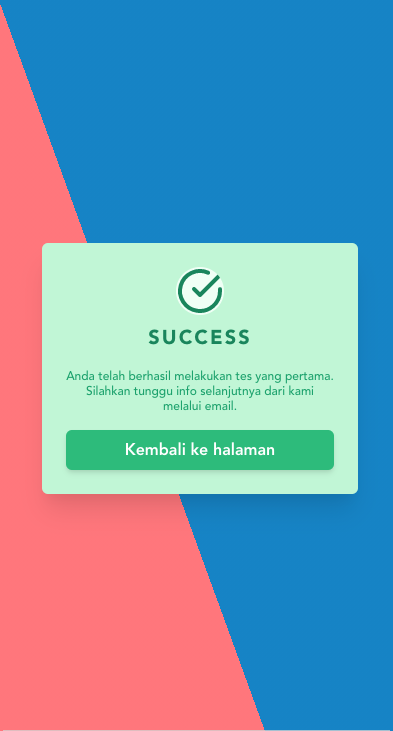 SUCCESS
Anda telah berhasil melakukan tes yang pertama.
Silahkan tunggu info selanjutnya dari kami
melalui email.
Kembali ke halaman